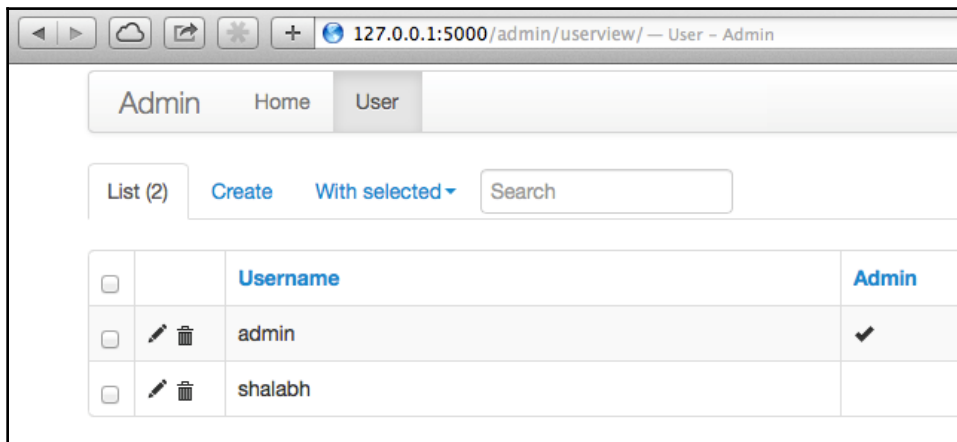 127.0.0.1:5000/admin/userview/ — User – Admin
Admin Home User
List (2) Create With selected Search
Username Admin
admin
shalabh